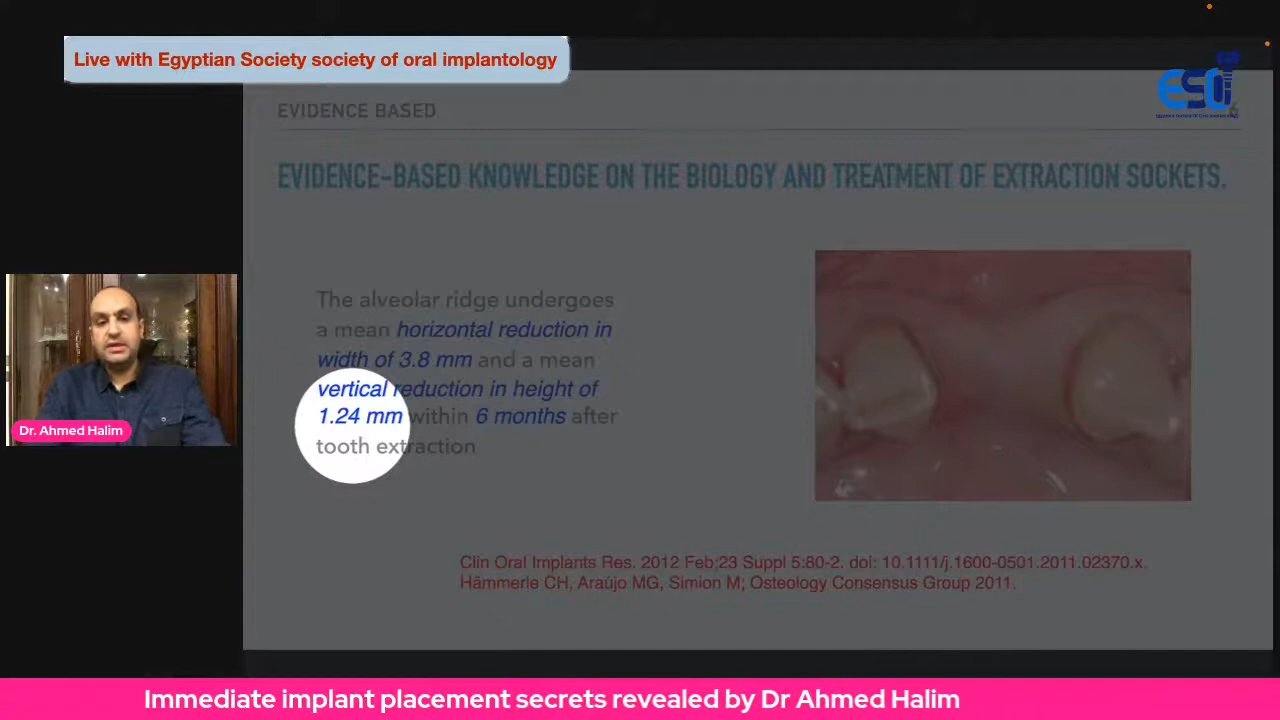 Live with Egyptian Society society of oral implantology
ESOI
EVIDENCE BASED
6
EVIDENCE-BASED KNOWLEDGE ON THE BIOLOGY AND TREATMENT OF EXTRACTION SOCKETS.
The alveolar ridge undergoes
a mean horizontal reduction in
width of 3.8 mm and a mean
vertical reduction in height of
1.24 mm within 6 months after
tooth extraction
Dr. Ahmed Halim
Clin Oral Implants Res. 2012 Feb;23 Suppl 5:80-2. doi: 10.1111/j.1600-0501.2011.02370.x.
Hämmerle CH, Araújo MG, Simion M; Osteology Consensus Group 2011.
Immediate implant placement secrets revealed by Dr Ahmed Halim